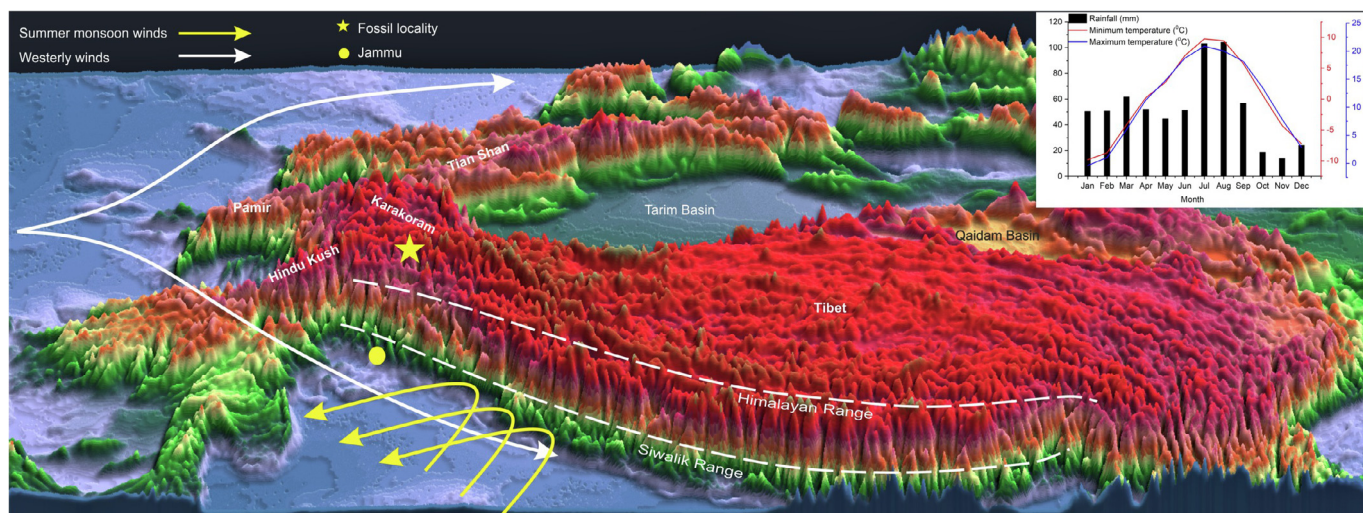 Summer monsoon winds
Westerly winds
Fossil locality
Jammu
Tian Shan
Pamir
Karakoram
Hindu Kush
Tarim Basin
Qaidam Basin
Tibet
Himalayan Range
Siwalik Range
Rainfall (mm)
Minimum temperature (⁰C)
Maximum temperature (⁰C)
120
100
80
60
40
20
0
10
5
0
-5
-10
25
20
15
10
5
0
Jan Feb Mar Apr May Jun Jul Aug Sep Oct Nov Dec
Month